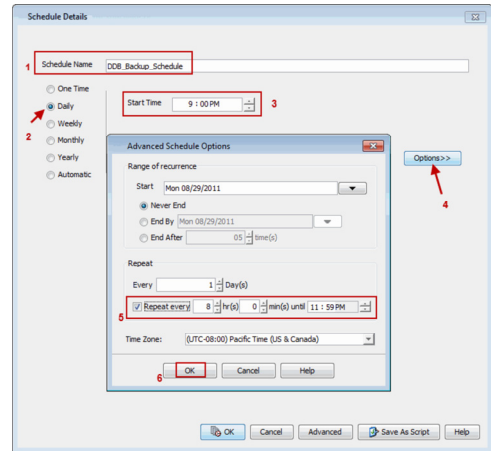 Schedule Details
1 Schedule Name DDB_Backup_Schedule
One Time
Daily
Start Time 9 : 00 PM 3
2 Weekly
Monthly
Yearly
Automatic
Options>>
4
Advanced Schedule Options
Range of recurrence
Start Mon 08/29/2011
Never End
End By Mon 08/29/2011
End After 05 time(s)
Repeat
Every 1 Day(s)
5 Repeat every 8 hr(s) 0 min(s) until 11 : 59 PM
Time Zone: (UTC-08:00) Pacific Time (US & Canada)
6 OK Cancel Help
OK Cancel Advanced Save As Script Help